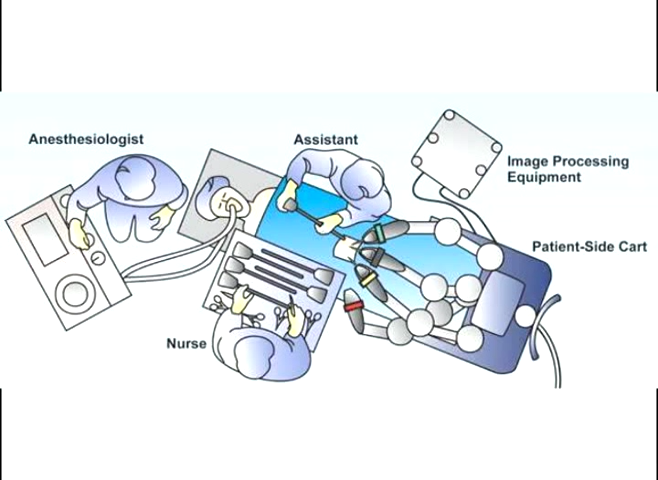 Anesthesiologist
Assistant
Image Processing
Equipment
Patient-Side Cart
Nurse